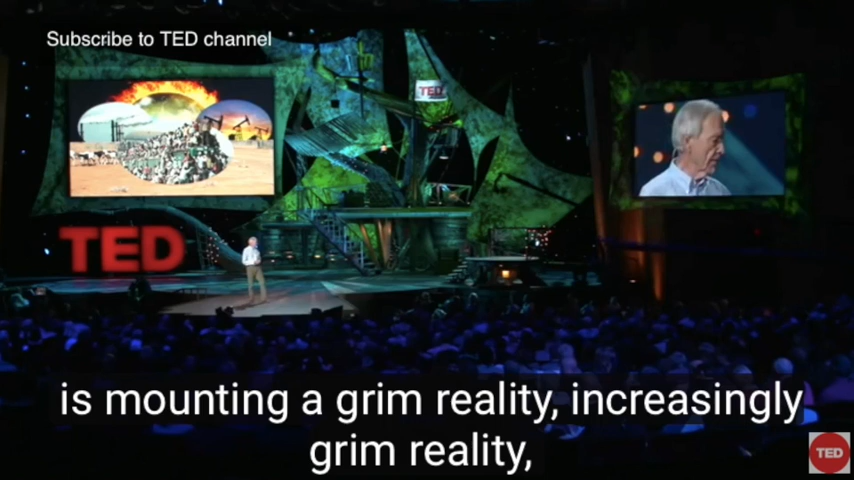 Subscribe to TED channel
TED
TED
is mounting a grim reality, increasingly
grim reality,
TED